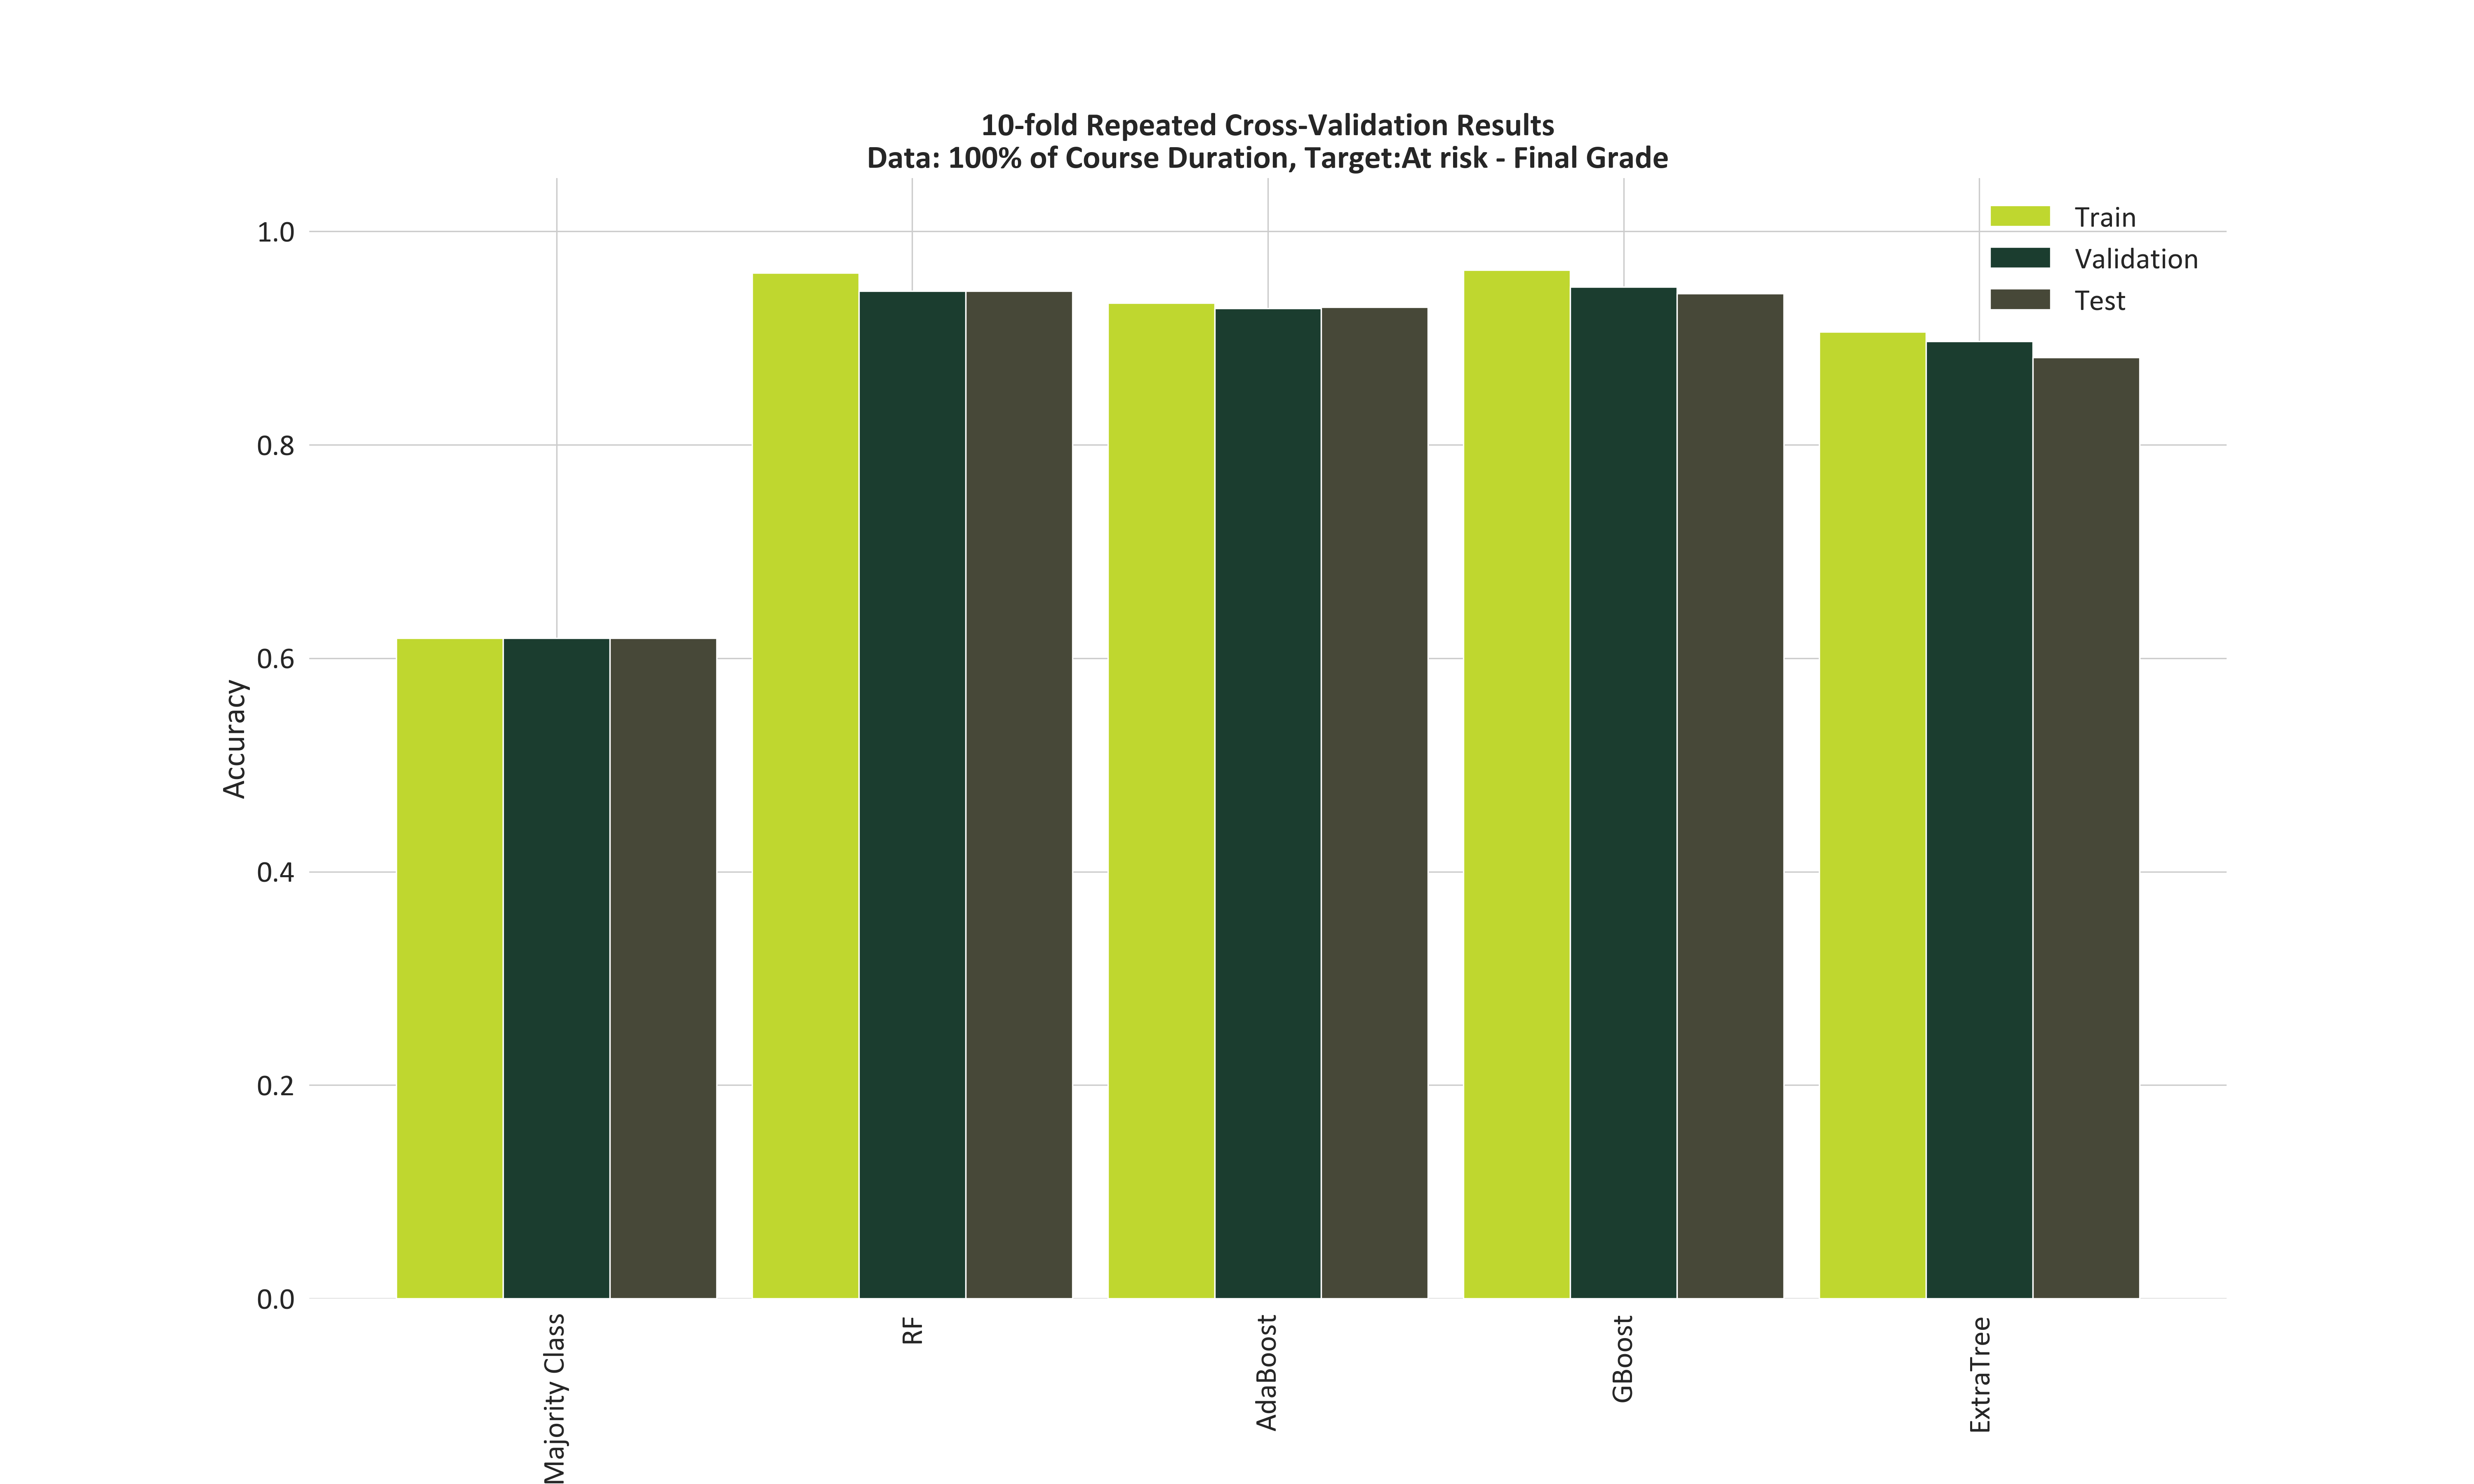 10-fold Repeated Cross-Validation Results
Data: 100% of Course Duration, Target:At risk - Final Grade
Train
Validation
Test
1.0
0.8
0.6
0.4
0.2
0.0
Accuracy
Majority Class
RF
AdaBoost
GBoost
ExtraTree